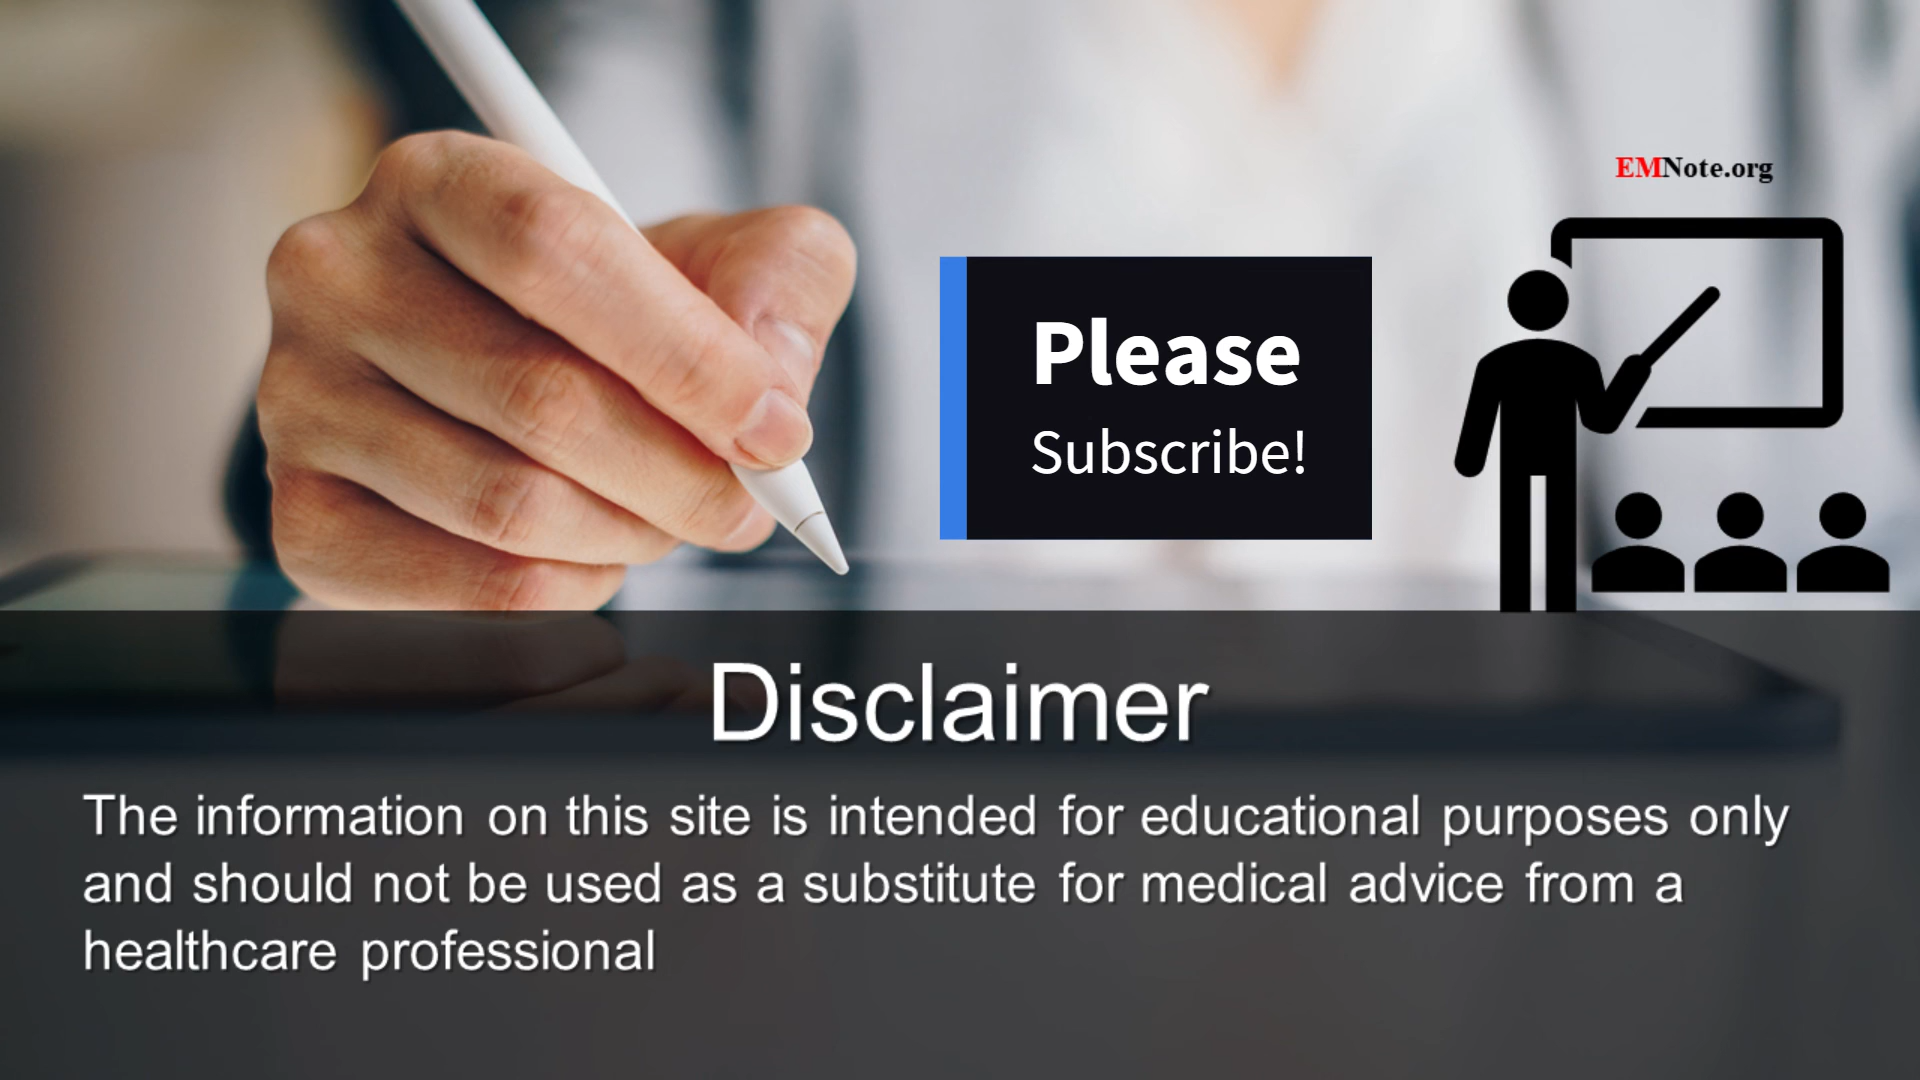 EMNote.org
Please
Subscribe!
Disclaimer
The information on this site is intended for educational purposes only
and should not be used as a substitute for medical advice from a
healthcare professional